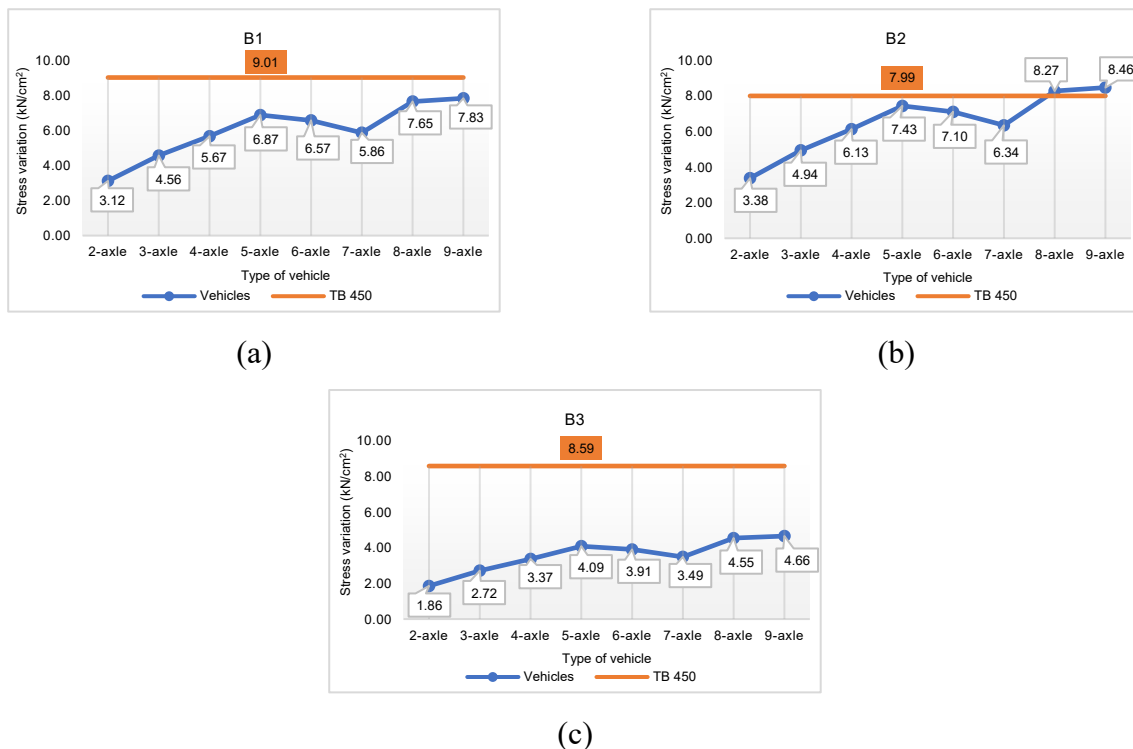 B1
9.01
10.00
8.00
6.00
4.00
2.00
0.00
Stress variation (kN/cm²)
3.12
4.56
5.67
6.87
6.57
5.86
7.65
7.83
2-axle 3-axle 4-axle 5-axle 6-axle 7-axle 8-axle 9-axle
Type of vehicle
Vehicles TB 450
(a)
B2
7.99
10.00
8.00
6.00
4.00
2.00
0.00
Stress variation (kN/cm²)
3.38
4.94
6.13
7.43
7.10
6.34
8.27
8.46
2-axle 3-axle 4-axle 5-axle 6-axle 7-axle 8-axle 9-axle
Type of vehicle
Vehicles TB 450
(b)
B3
8.59
10.00
8.00
6.00
4.00
2.00
0.00
Stress variation (kN/cm²)
1.86
2.72
3.37
4.09
3.91
3.49
4.55
4.66
2-axle 3-axle 4-axle 5-axle 6-axle 7-axle 8-axle 9-axle
Type of vehicle
Vehicles TB 450
(c)